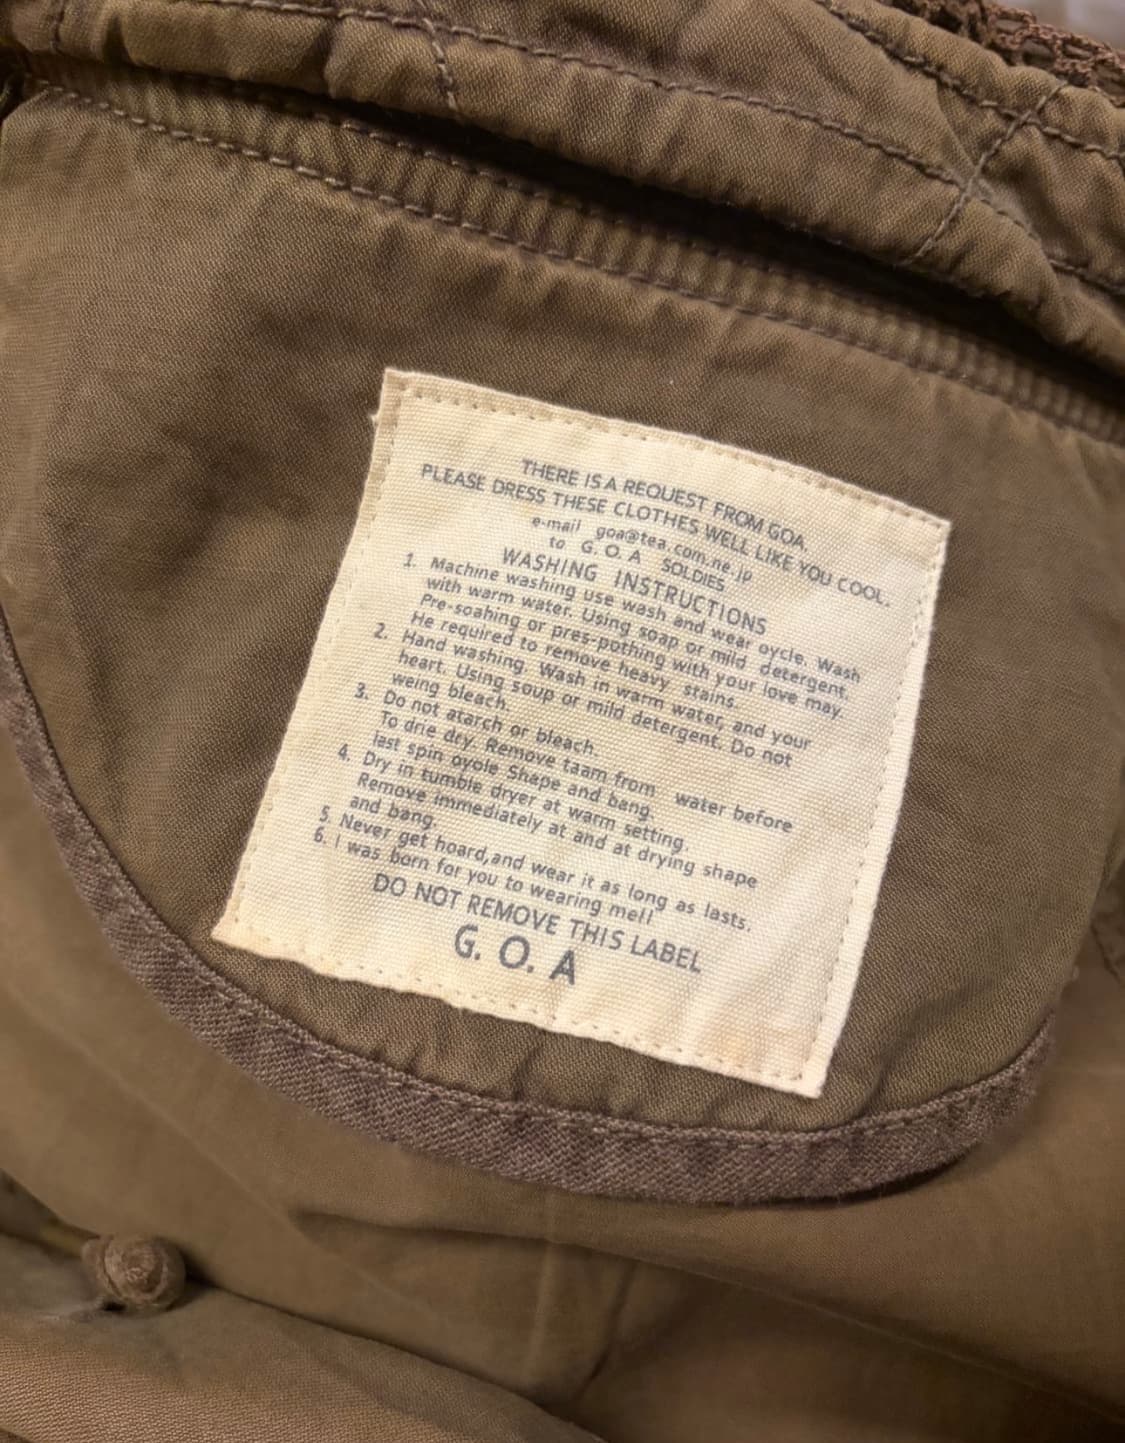 THERE IS A REQUEST FROM GOA.
PLEASE DRESS THESE CLOTHES WELL LIKE YOU COOL.
e-mail goa@tea.com.ne.jp
to G. O. A SOLDIES
WASHING INSTRUCTIONS
1. Machine washing use wash and wear oycle. Wash
with warm water. Using soap or mild detergent.
Pre-soahing or pres-pothing with your love may.
He required to remove heavy stains.
2. Hand washing. Wash in warm water, and your
heart. Using soup or mild detergent. Do not
weing bleach.
3. Do not atarch or bleach.
To drie dry. Remove taam from water before
last spin oyole Shape and bang.
4. Dry in tumble dryer at warm setting.
Remove immediately at and at drying shape
and bang.
5. Never get hoard,and wear it as long as lasts.
6. I was born for you to wearing me!!
DO NOT REMOVE THIS LABEL
G. O. A